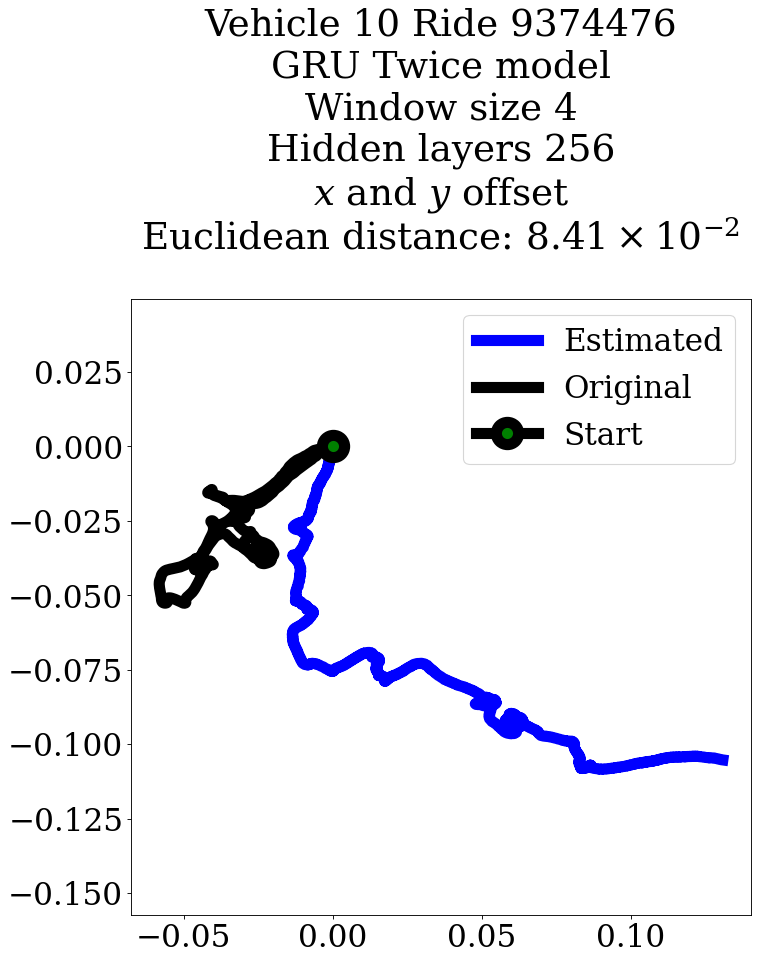 Vehicle 10 Ride 9374476
GRU Twice model
Window size 4
Hidden layers 256
x and y offset
Euclidean distance: 8.41 × 10⁻²
Estimated
Original
Start
0.025
0.000
−0.025
−0.050
−0.075
−0.100
−0.125
−0.150
−0.05 0.00 0.05 0.10